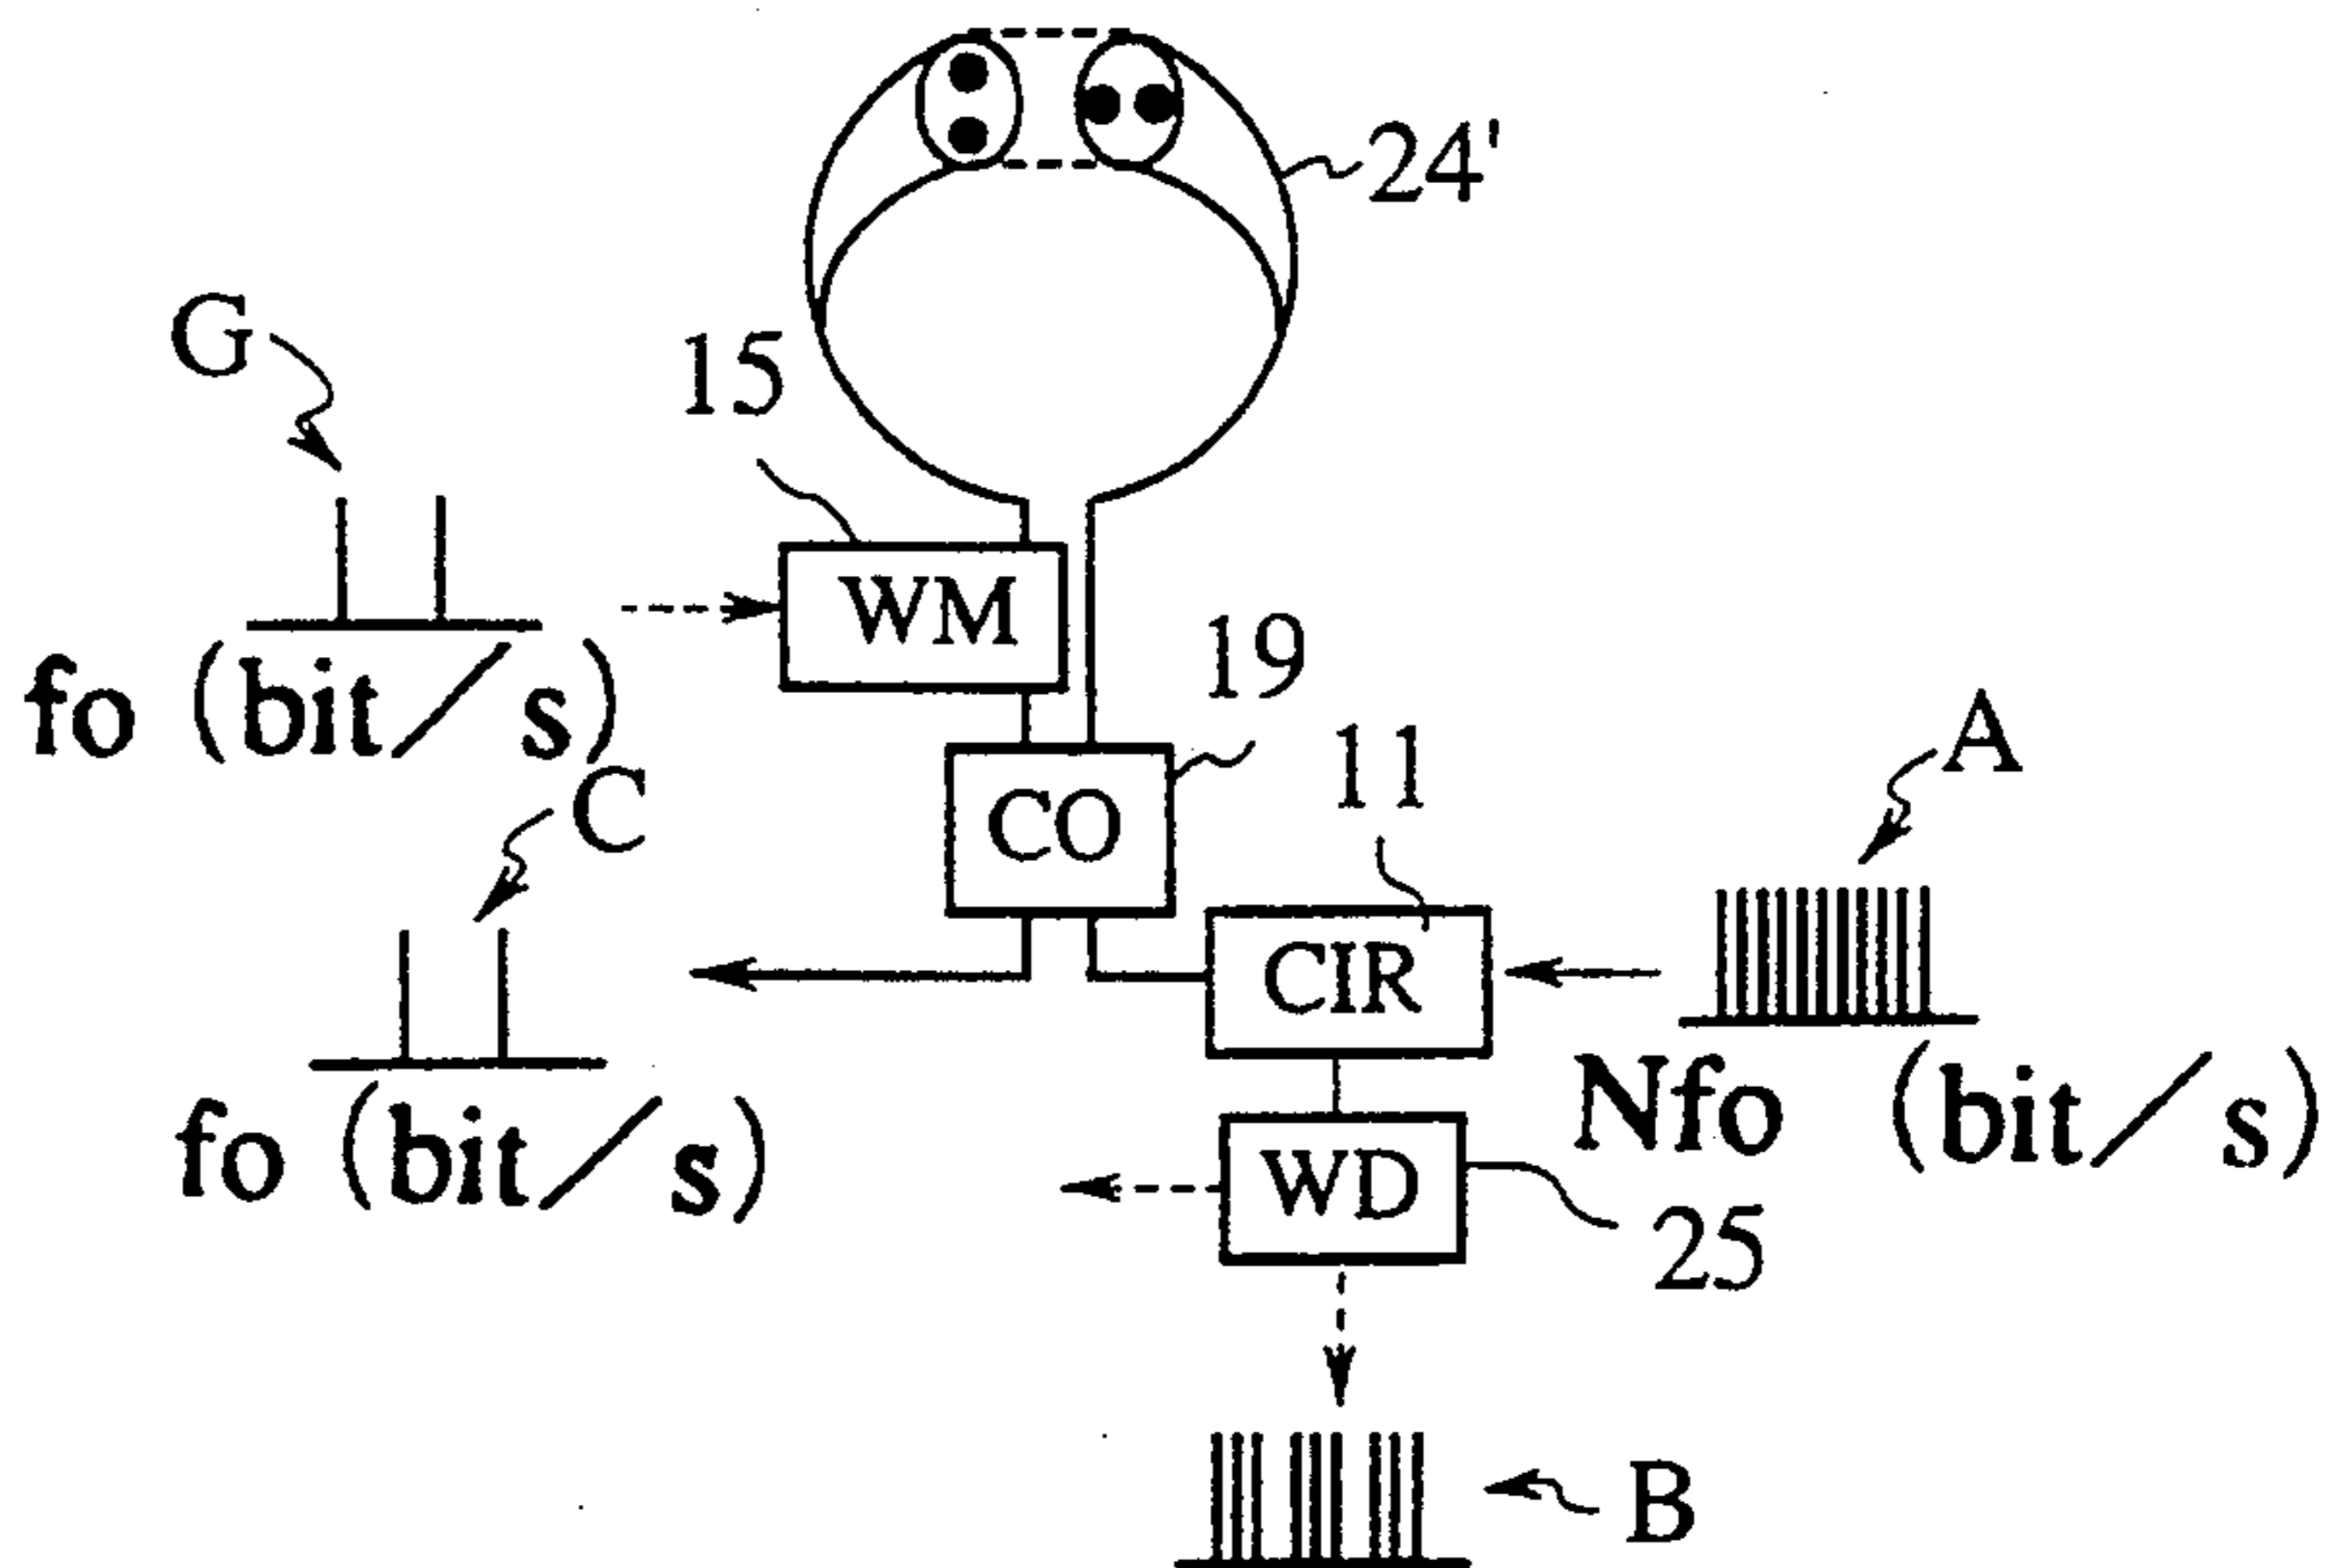 24'
G
15
WM
fo (bit/s)
19
11
A
C
CO
CIR
fo (bit/s)
Nfo (bit/s)
WD
25
B